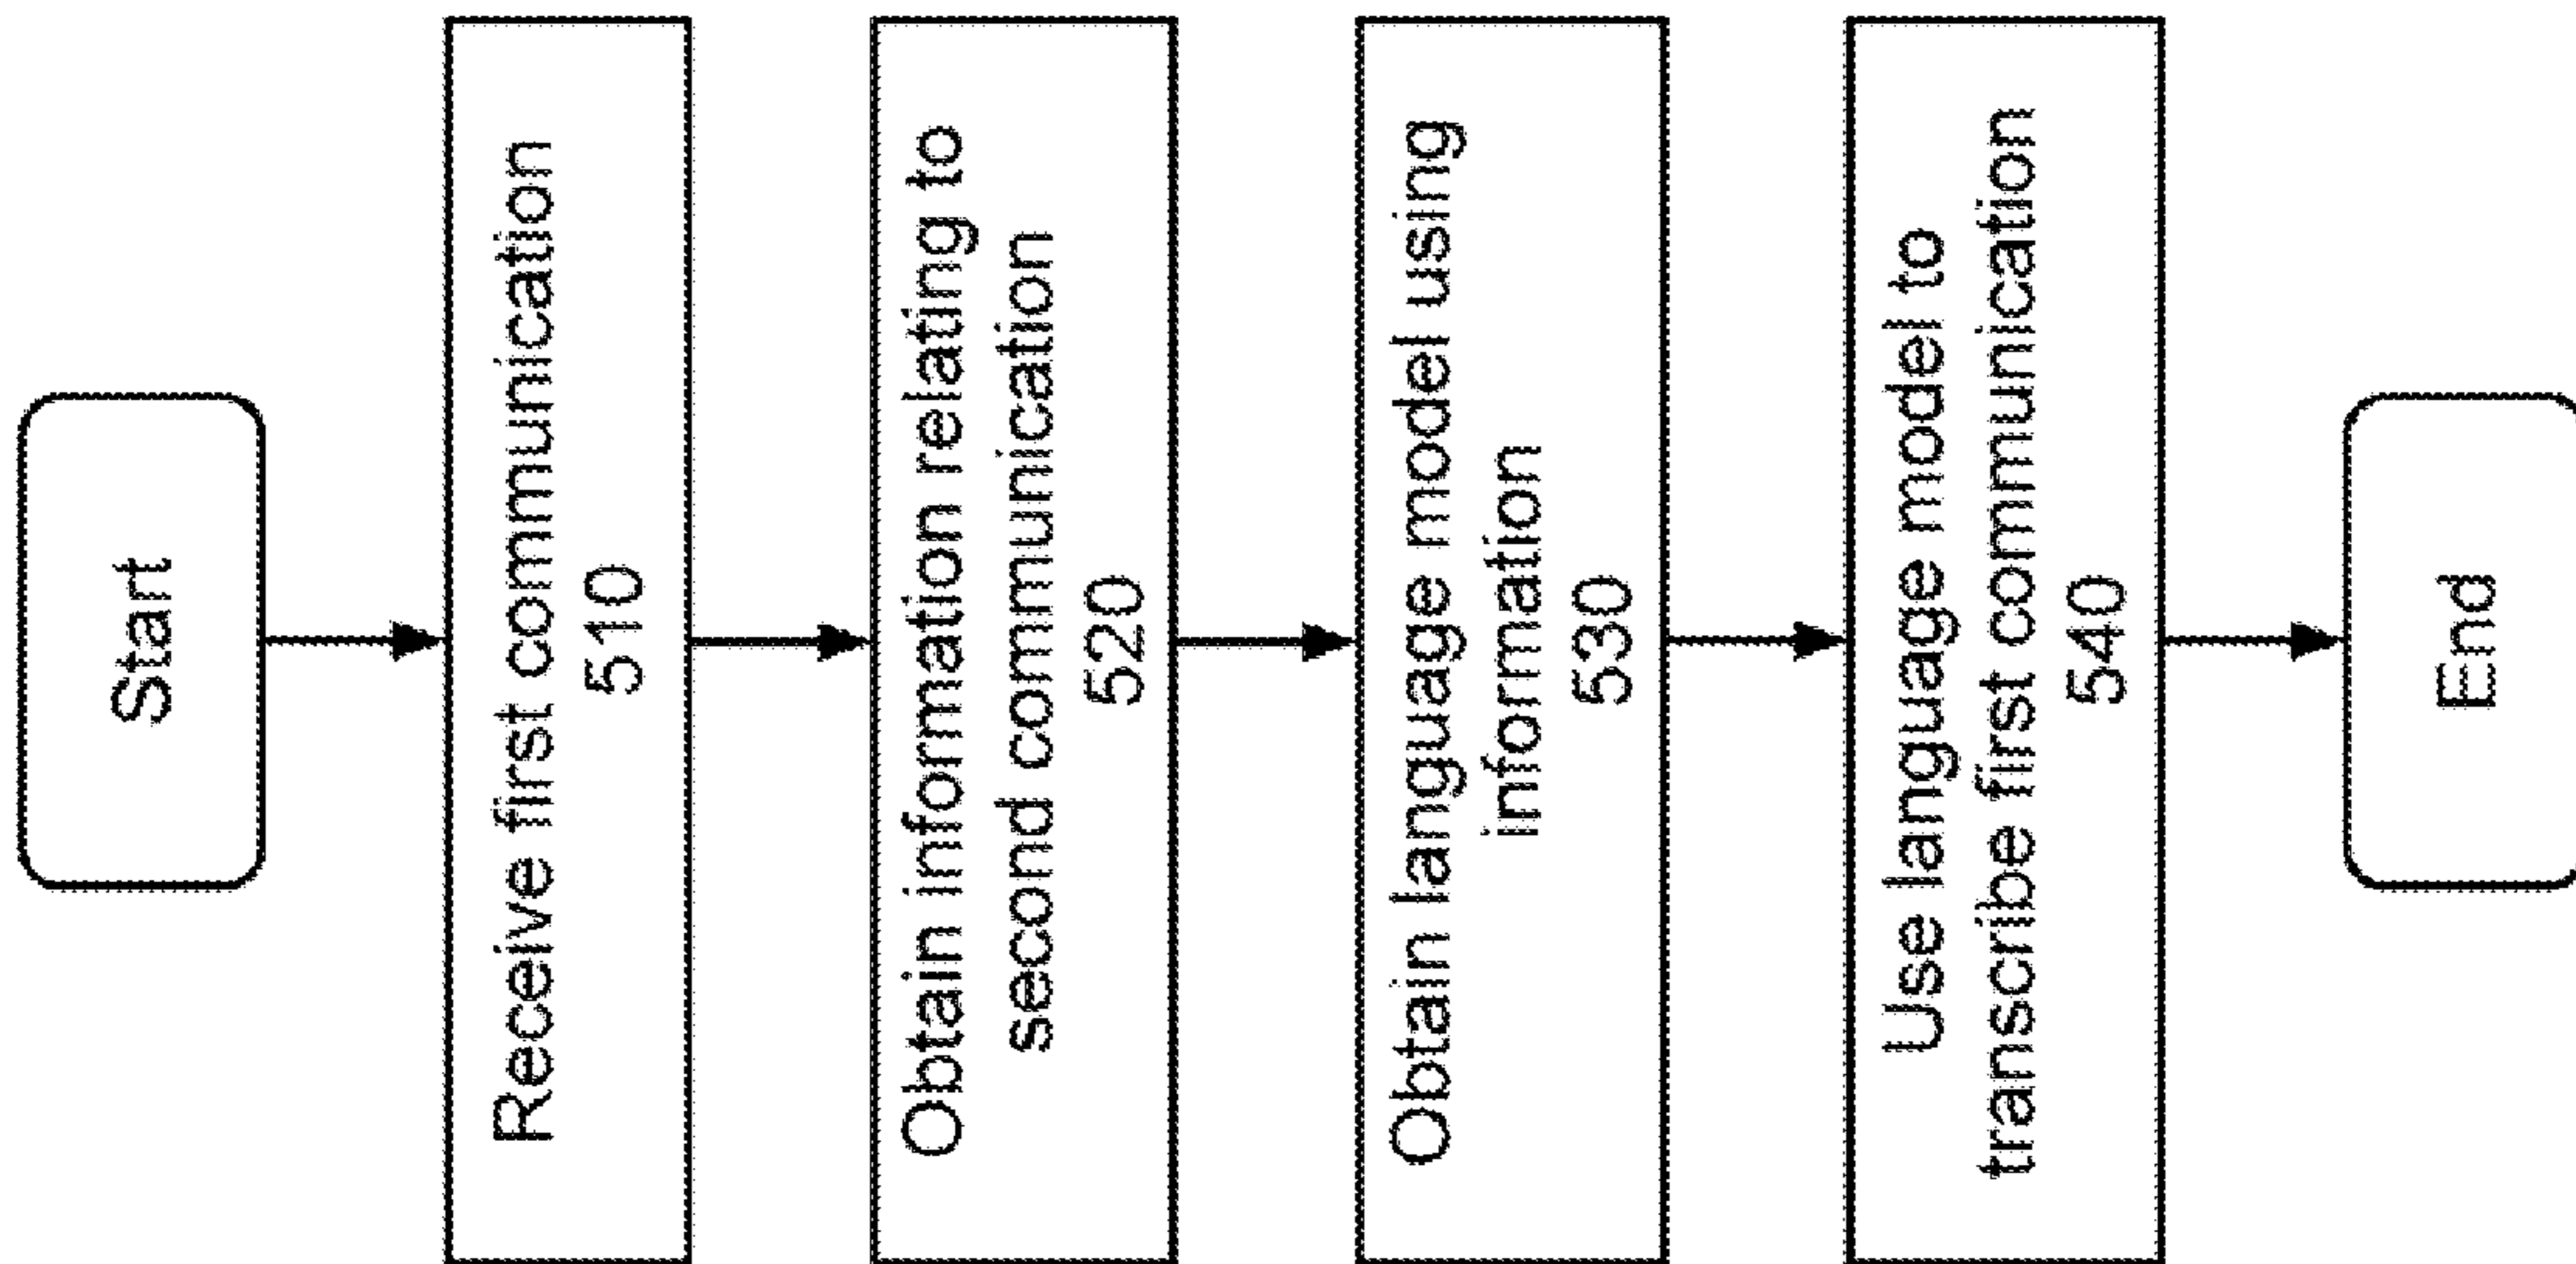 Start
Receive first communication
510
Obtain information relating to
second communication
520
Obtain language model using
information
530
Use language model to
transcribe first communication
540
End